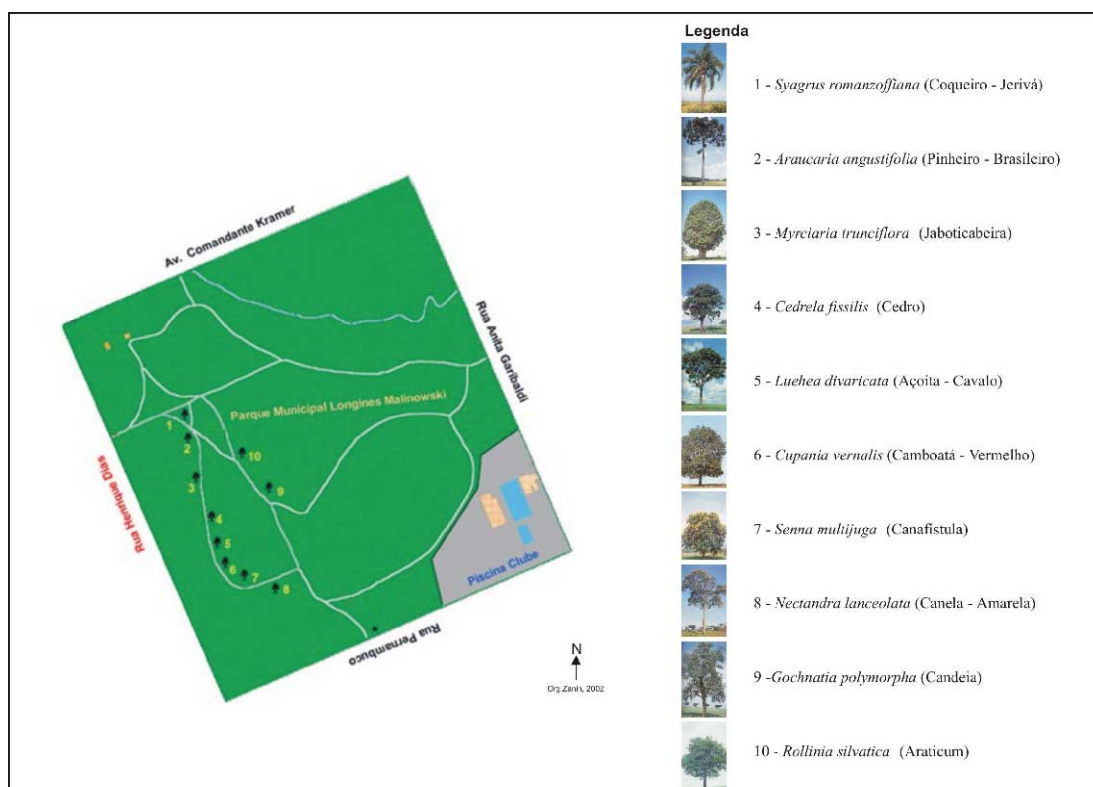 Legenda
1 - Syagrus romanzoffiana (Coqueiro - Jerivá)
2 - Araucaria angustifolia (Pinheiro - Brasileiro)
3 - Myrciaria trunciflora (Jaboticabeira)
4 - Cedrela fissilis (Cedro)
5 - Luehea divaricata (Açoita - Cavalo)
6 - Cupania vernalis (Camboatá - Vermelho)
7 - Senna multijuga (Canafístula)
8 - Nectandra lanceolata (Canela - Amarela)
9 -Gochnatia polymorpha (Candeia)
10 - Rollinia silvatica (Araticum)
Av. Comandante Kramer
Rua Anita Garibaldi
Parque Municipal Longines Malinowski
1
2
3
4
5
6
7
8
9
10
Rua Henrique Dias
Piscina Clube
Rua Pernambuco
N
Org.Zanin, 2002